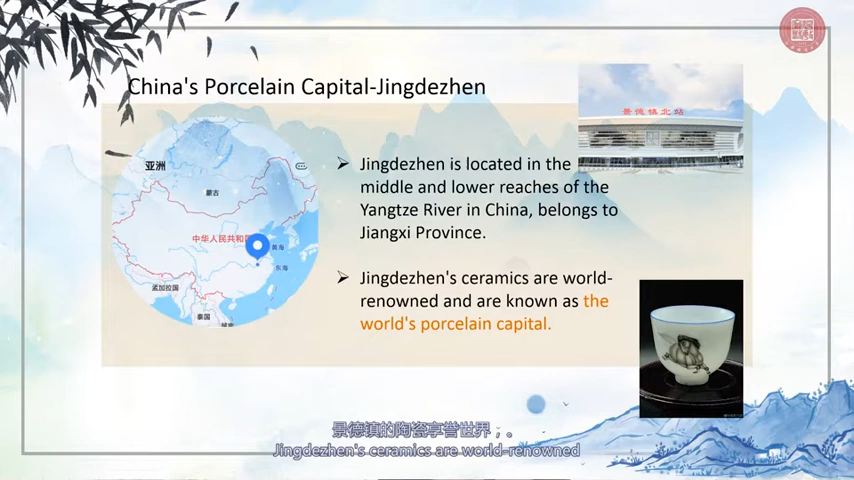 China's Porcelain Capital-Jingdezhen
景德镇北站
亚洲
蒙古
中华人民共和国
黄海
东海
孟加拉国
泰国
➢ Jingdezhen is located in the
middle and lower reaches of the
Yangtze River in China, belongs to
Jiangxi Province.
➢ Jingdezhen's ceramics are world-
renowned and are known as the
world's porcelain capital.
景德镇的陶瓷享誉世界，。
Jingdezhen's ceramics are world-renowned